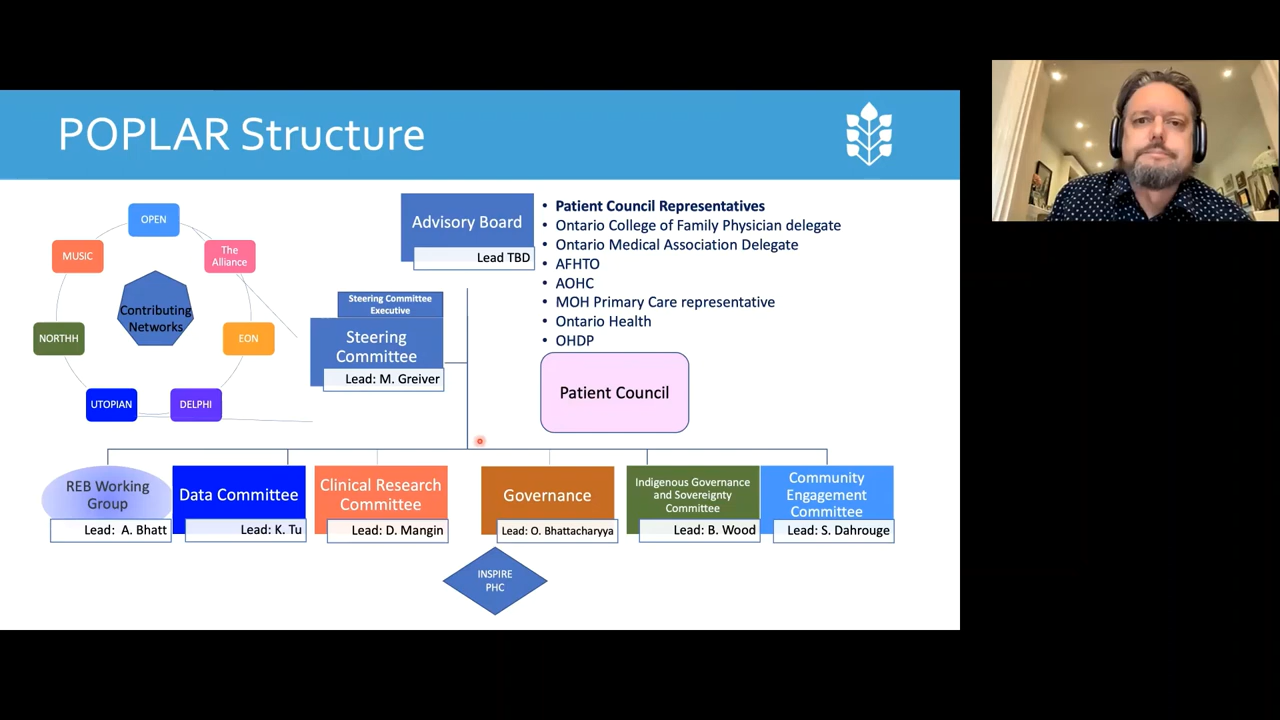 POPLAR Structure
OPEN
MUSIC
The
Alliance
Contributing
Networks
NORTHH
EON
UTOPIAN
DELPHI
Advisory Board
Lead TBD
• Patient Council Representatives
• Ontario College of Family Physician delegate
• Ontario Medical Association Delegate
• AFHTO
• AOHC
• MOH Primary Care representative
• Ontario Health
• OHDP
Steering Committee
Executive
Steering
Committee
Lead: M. Greiver
Patient Council
REB Working
Group
Lead: A. Bhatt
Data Committee
Lead: K. Tu
Clinical Research
Committee
Lead: D. Mangin
Governance
Lead: O. Bhattacharyya
Indigenous Governance
and Sovereignty
Committee
Lead: B. Wood
Community
Engagement
Committee
Lead: S. Dahrouge
INSPIRE
PHC